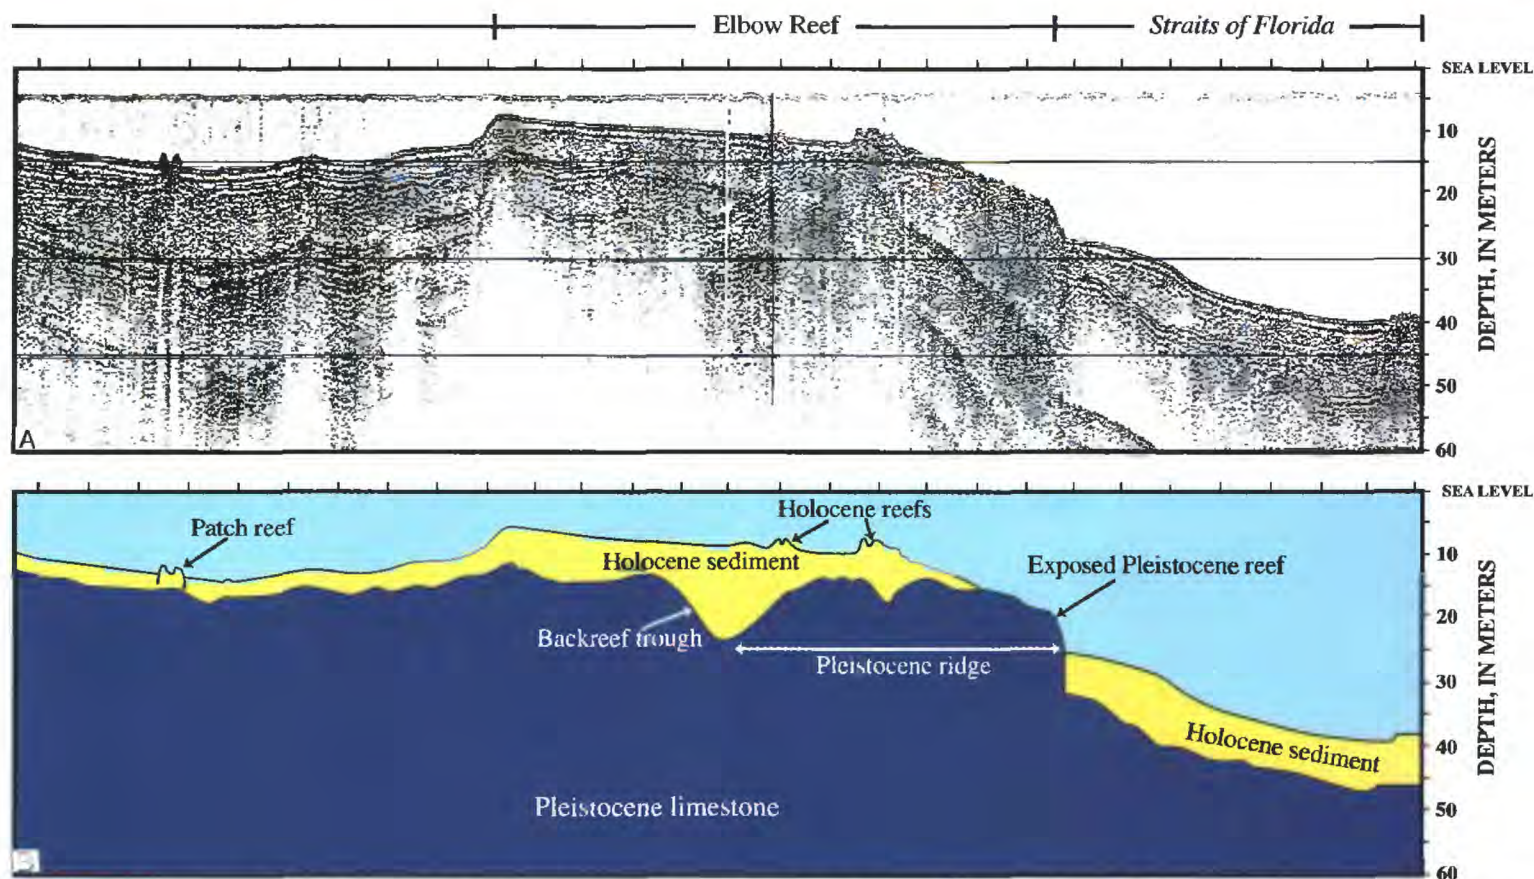 Elbow Reef
Straits of Florida
SEA LEVEL
10
20
30
40
50
60
DEPTH, IN METERS
A
SEA LEVEL
Patch reef
Holocene reefs
Holocene sediment
10
Exposed Pleistocene reef
Backreef trough
20
Pleistocene ridge
30
Holocene sediment
40
Pleistocene limestone
50
60
DEPTH, IN METERS